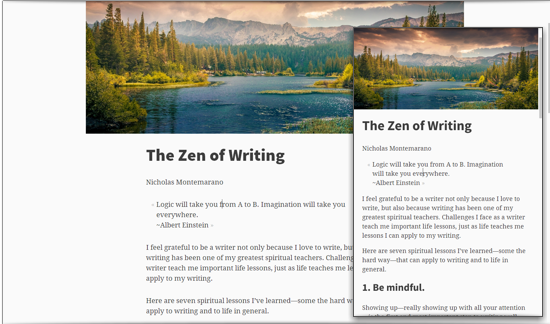 The Zen of Writing
Nicholas Montemarano
Logic will take you from A to B. Imagination will take you
everywhere.
~Albert Einstein
I feel grateful to be a writer not only because I love to write, bu
writing has been one of my greatest spiritual teachers. Challeng
writer teach me important life lessons, just as life teaches me le
apply to my writing.
Here are seven spiritual lessons I've learned—some the hard w
apply to writing and to life in general.
The Zen of Writing
Nicholas Montemarano
Logic will take you from A to B. Imagination
will take you everywhere.
~Albert Einstein
I feel grateful to be a writer not only because I love to
write, but also because writing has been one of my
greatest spiritual teachers. Challenges I face as a writer
teach me important life lessons, just as life teaches me
lessons I can apply to my writing.
Here are seven spiritual lessons I've learned—some the
hard way—that can apply to writing and to life in
general.
1. Be mindful.
Showing up—really showing up with all your attention